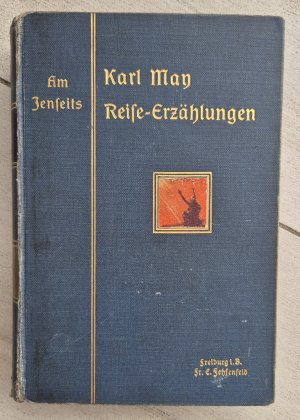 Am
Jenseits
Karl May
Reise-Erzählungen
Freiburg i. B.
Fr. E. Fehsenfeld